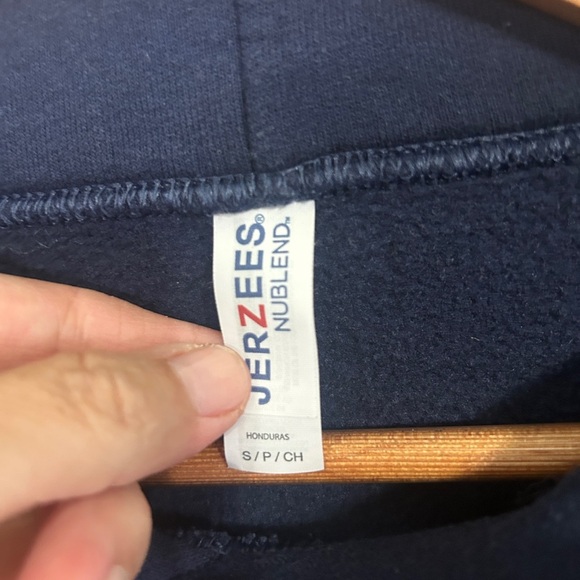 JERZEES®
NUBLEND™
HONDURAS
S / P / CH